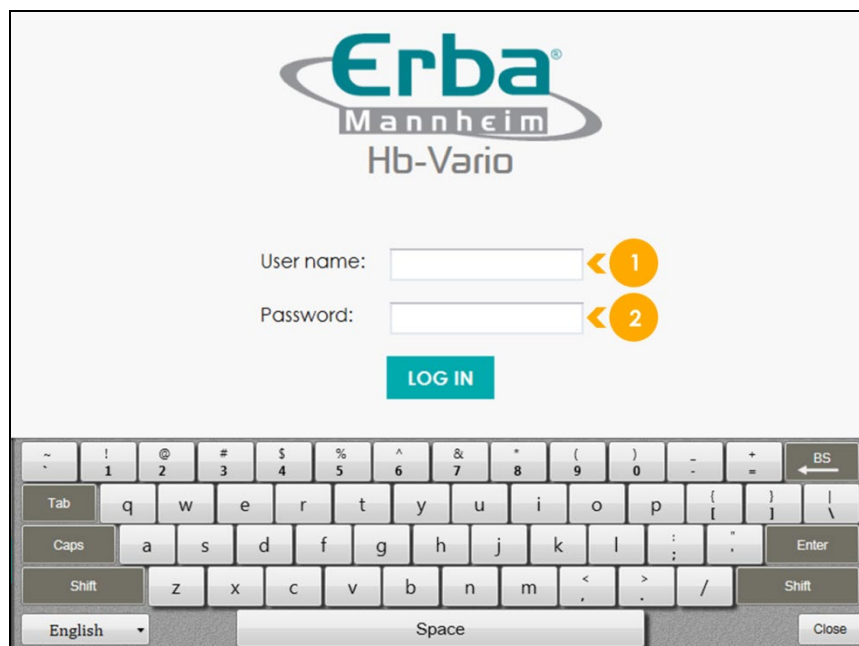 Erba®
Mannheim
Hb-Vario
User name: 1
Password: 2
LOG IN
~ ! @ # $ % ^ & * ( ) _ + BS
` 1 2 3 4 5 6 7 8 9 0 - =
Tab q w e r t y u i o p { [ } ] | \
Caps a s d f g h j k l : ; " ' Enter
Shift z x c v b n m < , > . / Shift
English Space Close